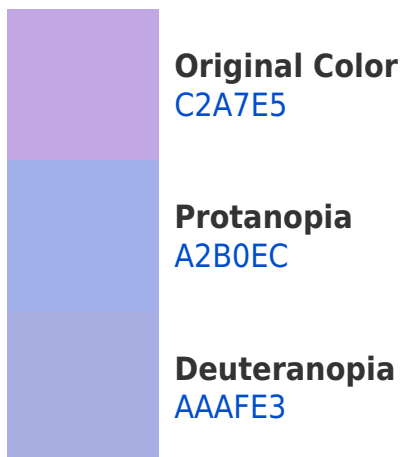 Original Color
C2A7E5
Protanopia
A2B0EC
Deuteranopia
AAAFE3